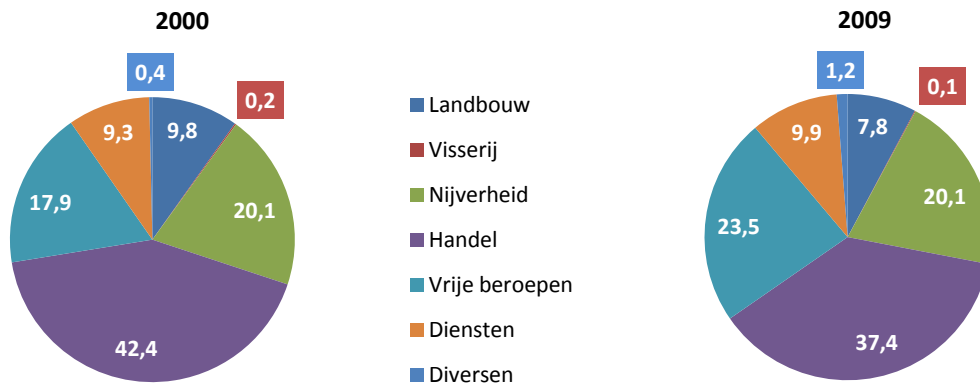 2000
0,4
0,2
9,3
9,8
17,9
20,1
42,4
Landbouw
Visserij
Nijverheid
Handel
Vrije beroepen
Diensten
Diversen
2009
1,2
0,1
9,9
7,8
23,5
20,1
37,4